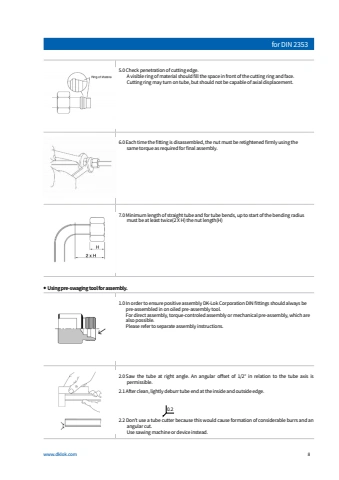 for DIN 2353
Ring of Material
5.0 Check penetration of cutting edge.
A visible ring of material should fill the space in front of the cutting ring and face.
Cutting ring may turn on tube, but should not be capable of axial displacement.
6.0 Each time the fitting is disassembled, the nut must be retightened firmly using the
same torque as required for final assembly.
7.0 Minimum length of straight tube and for tube bends, up to start of the bending radius
must be at least twice(2 X H) the nut length(H)
H
2 x H
● Using pre-swaging tool for assembly.
1.0 In order to ensure positive assembly DK-Lok Corporation DIN fittings should always be
pre-assembled in on oiled pre-assembly tool.
For direct assembly, torque-controled assembly or mechanical pre-assembly, which are
also possible.
Please refer to separate assembly instructions.
2.0 Saw the tube at right angle. An angular offset of 1/2° in relation to the tube axis is
permissible.
2.1 After clean, lightly deburr tube end at the inside and outside edge.
0.2
2.2 Don't use a tube cutter because this would cause formation of considerable burrs and an
angular cut.
Use sawing machine or device instead.
www.dklok.com